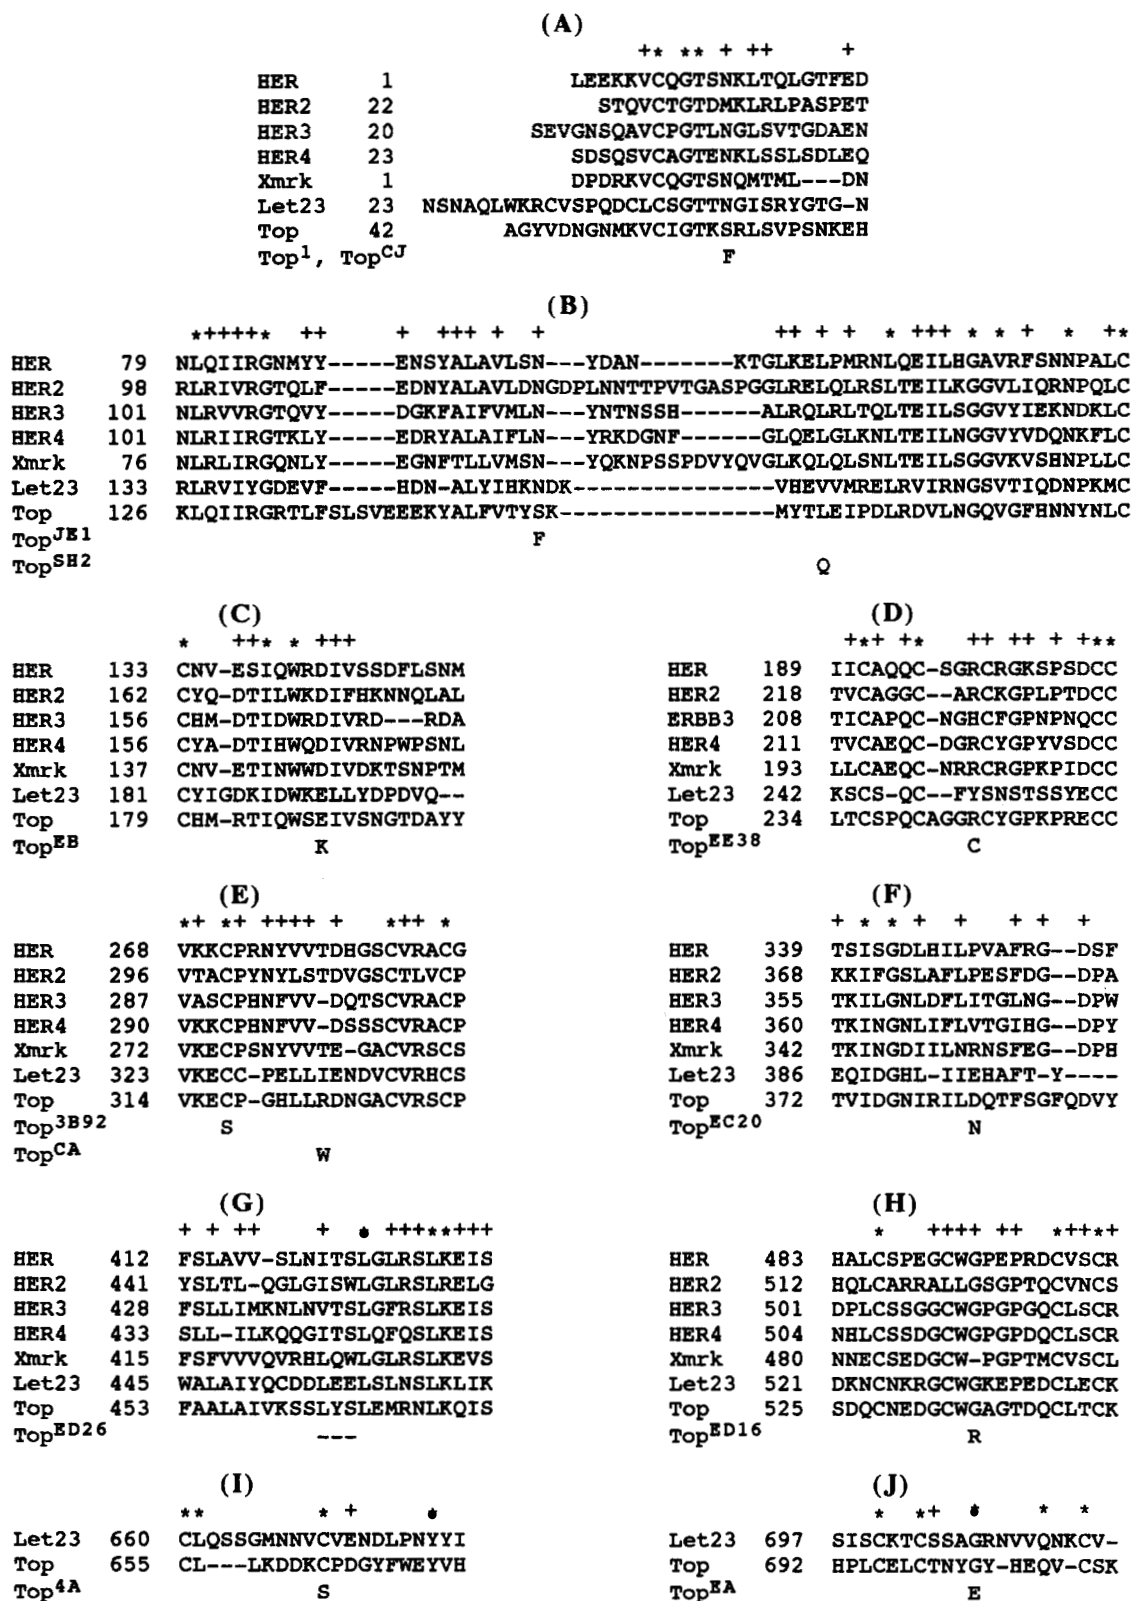 (A)
+* ** + ++ +
HER 1 LEEKKVCQGTSNKLTQLGTFED
HER2 22 STQVCTGTDMKLRLPASPET
HER3 20 SEVGNSQAVCPGTLNGLSVTGDAEN
HER4 23 SDSQSVCAGTENKLSSLSDLEQ
Xmrk 1 DPDRKVCQGTSNQMTML---DN
Let23 23 NSNAQLWKRCVSPQDCLCSGTTNGISRYGTG-N
Top 42 AGYVDNGNMKVCIGTKSRLSVPSNKEH
Top1, TopCJ F
(B)
*++++* ++ + +++ + + ++ + + * +++ * * + * +*
HER 79 NLQIIRGNMYY-----ENSYALAVLSN---YDAN-------KTGLKELPMRNLQEILHGAVRFSNNPALC
HER2 98 RLRIVRGTQLF-----EDNYALAVLDNGDPLNNTTPVTGASPGGLRELQLRSLTEILKGGVLIQRNPQLC
HER3 101 NLRVVRGTQVY-----DGKFAIFVMLN---YNTNSSH------ALRQLRLTQLTEILSGGVYIEKNDKLC
HER4 101 NLRIIRGTKLY-----EDRYALAIFLN---YRKDGNF------GLQELGLKNLTEILNGGVYVDQNKFLC
Xmrk 76 NLRLIRGQNLY-----EGNFTLLVMSN---YQKNPSSPDVYQVGLKQLQLSNLTEILSGGVKVSHNPLLC
Let23 133 RLRVIYGDEVF-----HDN-ALYIHKNDK--------------VHEVVMRELRVIRNGSVTIQDNPKMC
Top 126 KLQIIRGRTLFSLSVEEEKYALFVTYSK---------------MYTLEIPDLRDVLNGQVGFHNNYNLC
TopJE1 F
TopSH2 Q
(C)
* ++* * +++
HER 133 CNV-ESIQWRDIVSSDFLSNM
HER2 162 CYQ-DTILWKDIFHKNNQLAL
HER3 156 CHM-DTIDWRDIVRD---RDA
HER4 156 CYA-DTIHWQDIVRNPWPSNL
Xmrk 137 CNV-ETINWWDIVDKTSNPTM
Let23 181 CYIGDKIDWKELLYDPDVQ--
Top 179 CHM-RTIQWSEIVSNGTDAYY
TopEB K
(D)
+*+ +* ++ ++ + +**
HER 189 IICAQQC-SGRCRGKSPSDCC
HER2 218 TVCAGGC-ARCKGPLPTDCC
ERBB3 208 TICAPQC-NGHCFGPNPNQCC
HER4 211 TVCAEQC-DGRCYGPYVSDCC
Xmrk 193 LLCAEQC-NRRCRGPKPIDCC
Let23 242 KSCS-QC--FYSNSTSSYECC
Top 234 LTCSPQCAGGRCYGPKPRECC
TopEE38 C
(E)
*+ *+ ++++ + *++ *
HER 268 VKKCPRNYVVTDHGSCVRACG
HER2 296 VTACPYNYLSTDVGSCTLVCP
HER3 287 VASCPHNFVV-DQTSCVRACP
HER4 290 VKKCPHNFVV-DSSSCVRACP
Xmrk 272 VKECPSNYVVTE-GACVRSCS
Let23 323 VKECC-PELLIENDVCVRHCS
Top 314 VKECP-GHLLRDNGACVRSCP
Top3B92 S
TopCA W
(F)
+ * * + + + + +
HER 339 TSISGDLHILPVAFRG--DSF
HER2 368 KKIFGSLAFLPESFDG--DPA
HER3 355 TKILGNLDFLITGLNG--DPW
HER4 360 TKINGNLIFLVTGIHG--DPY
Xmrk 342 TKINGDIILNRNSFEG--DPH
Let23 386 EQIDGHL-IIEHAFT-Y----
Top 372 TVIDGNIRILDQTFSGFQDVY
TopEC20 N
(G)
+ + ++ + * +++**+++
HER 412 FSLAVV-SLNITSLGLRSLKEIS
HER2 441 YSLTL-QGLGISWLGLRSLRELG
HER3 428 FSLLIMKNLNVTSLGFRSLKEIS
HER4 433 SLL-ILKQQGITSLQFQSLKEIS
Xmrk 415 FSFVVVQVRHLQWLGLRSLKEVS
Let23 445 WALAIYQCDDLEELSLNSLKLIK
Top 453 FAALAIVKSSLYSLEMRNLKQIS
TopED26 ---
(H)
* ++++ ++ *++*+
HER 483 HALCSPEGCWGPEPRDCVSCR
HER2 512 HQLCARRALLGSGPTQCVNCS
HER3 501 DPLCSSGGCWGPGPGQCLSCR
HER4 504 NHLCSSDGCWGPGPDQCLSCR
Xmrk 480 NNECSEDGCW-PGPTMCVSCL
Let23 521 DKNCNKRGCWGKEPEDCLECK
Top 525 SDQCNEDGCWGAGTDQCLTCK
TopED16 R
(I)
** * + *
Let23 660 CLQSSGMNNVCVENDLPNYYI
Top 655 CL---LKDDKCPDGYFWEYVH
Top4A S
(J)
* *+ * * *
Let23 697 SISCKTCSSAGRNVVQNKCV-
Top 692 HPLCELCTNYGY-HEQV-CSK
TopEA E